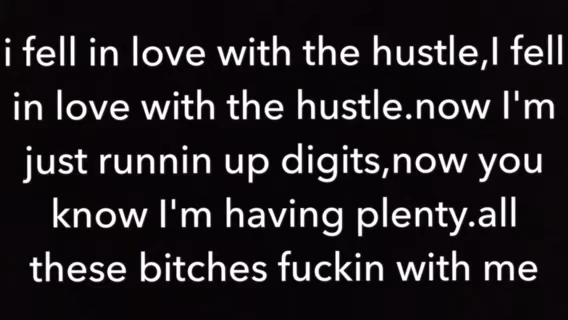 i fell in love with the hustle,I fell
in love with the hustle.now I'm
just runnin up digits,now you
know I'm having plenty.all
these bitches fuckin with me